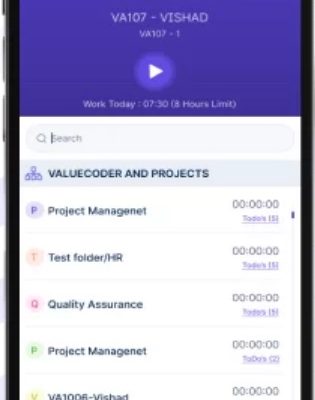 VA107 - VISHAD
VA107 - 1
Work Today : 07:30 (8 Hours Limit)
Search
VALUECODER AND PROJECTS
P Project Managenet 00:00:00
Todo's (5)
T Test folder/HR 00:00:00
Todo's (5)
Q Quality Assurance 00:00:00
Todo's (5)
P Project Managenet 00:00:00
ToDo's (2)
V VA1006-Vishad 00:00:00